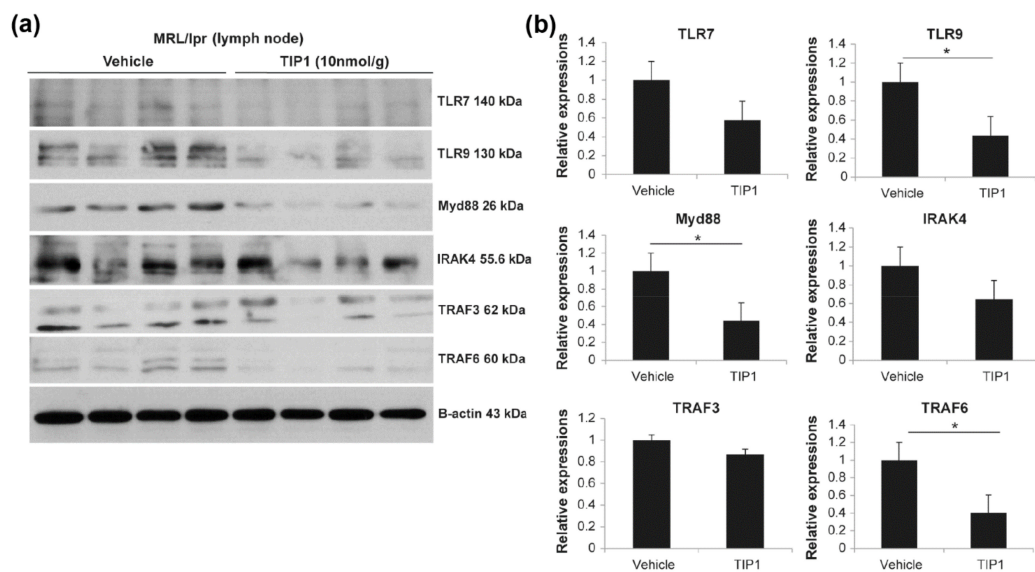 (a)
MRL/lpr (lymph node)
Vehicle TIP1 (10nmol/g)
TLR7 140 kDa
TLR9 130 kDa
Myd88 26 kDa
IRAK4 55.6 kDa
TRAF3 62 kDa
TRAF6 60 kDa
B-actin 43 kDa
(b)
TLR7
Relative expressions
1.4
1.2
1
0.8
0.6
0.4
0.2
0
Vehicle TIP1
TLR9
*
Relative expressions
1.4
1.2
1
0.8
0.6
0.4
0.2
0
Vehicle TIP1
Myd88
*
Relative expressions
1.4
1.2
1
0.8
0.6
0.4
0.2
0
Vehicle TIP1
IRAK4
Relative expressions
1.4
1.2
1
0.8
0.6
0.4
0.2
0
Vehicle TIP1
TRAF3
Relative expressions
1.4
1.2
1
0.8
0.6
0.4
0.2
0
Vehicle TIP1
TRAF6
*
Relative expressions
1.4
1.2
1
0.8
0.6
0.4
0.2
0
Vehicle TIP1